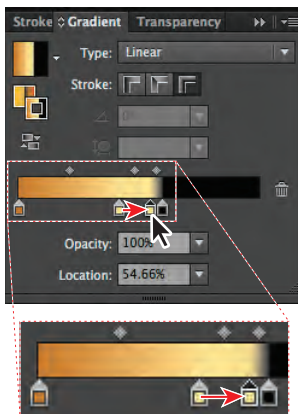 Stroke Gradient Transparency
Type: Linear
Stroke:
Opacity: 100%
Location: 54.66%